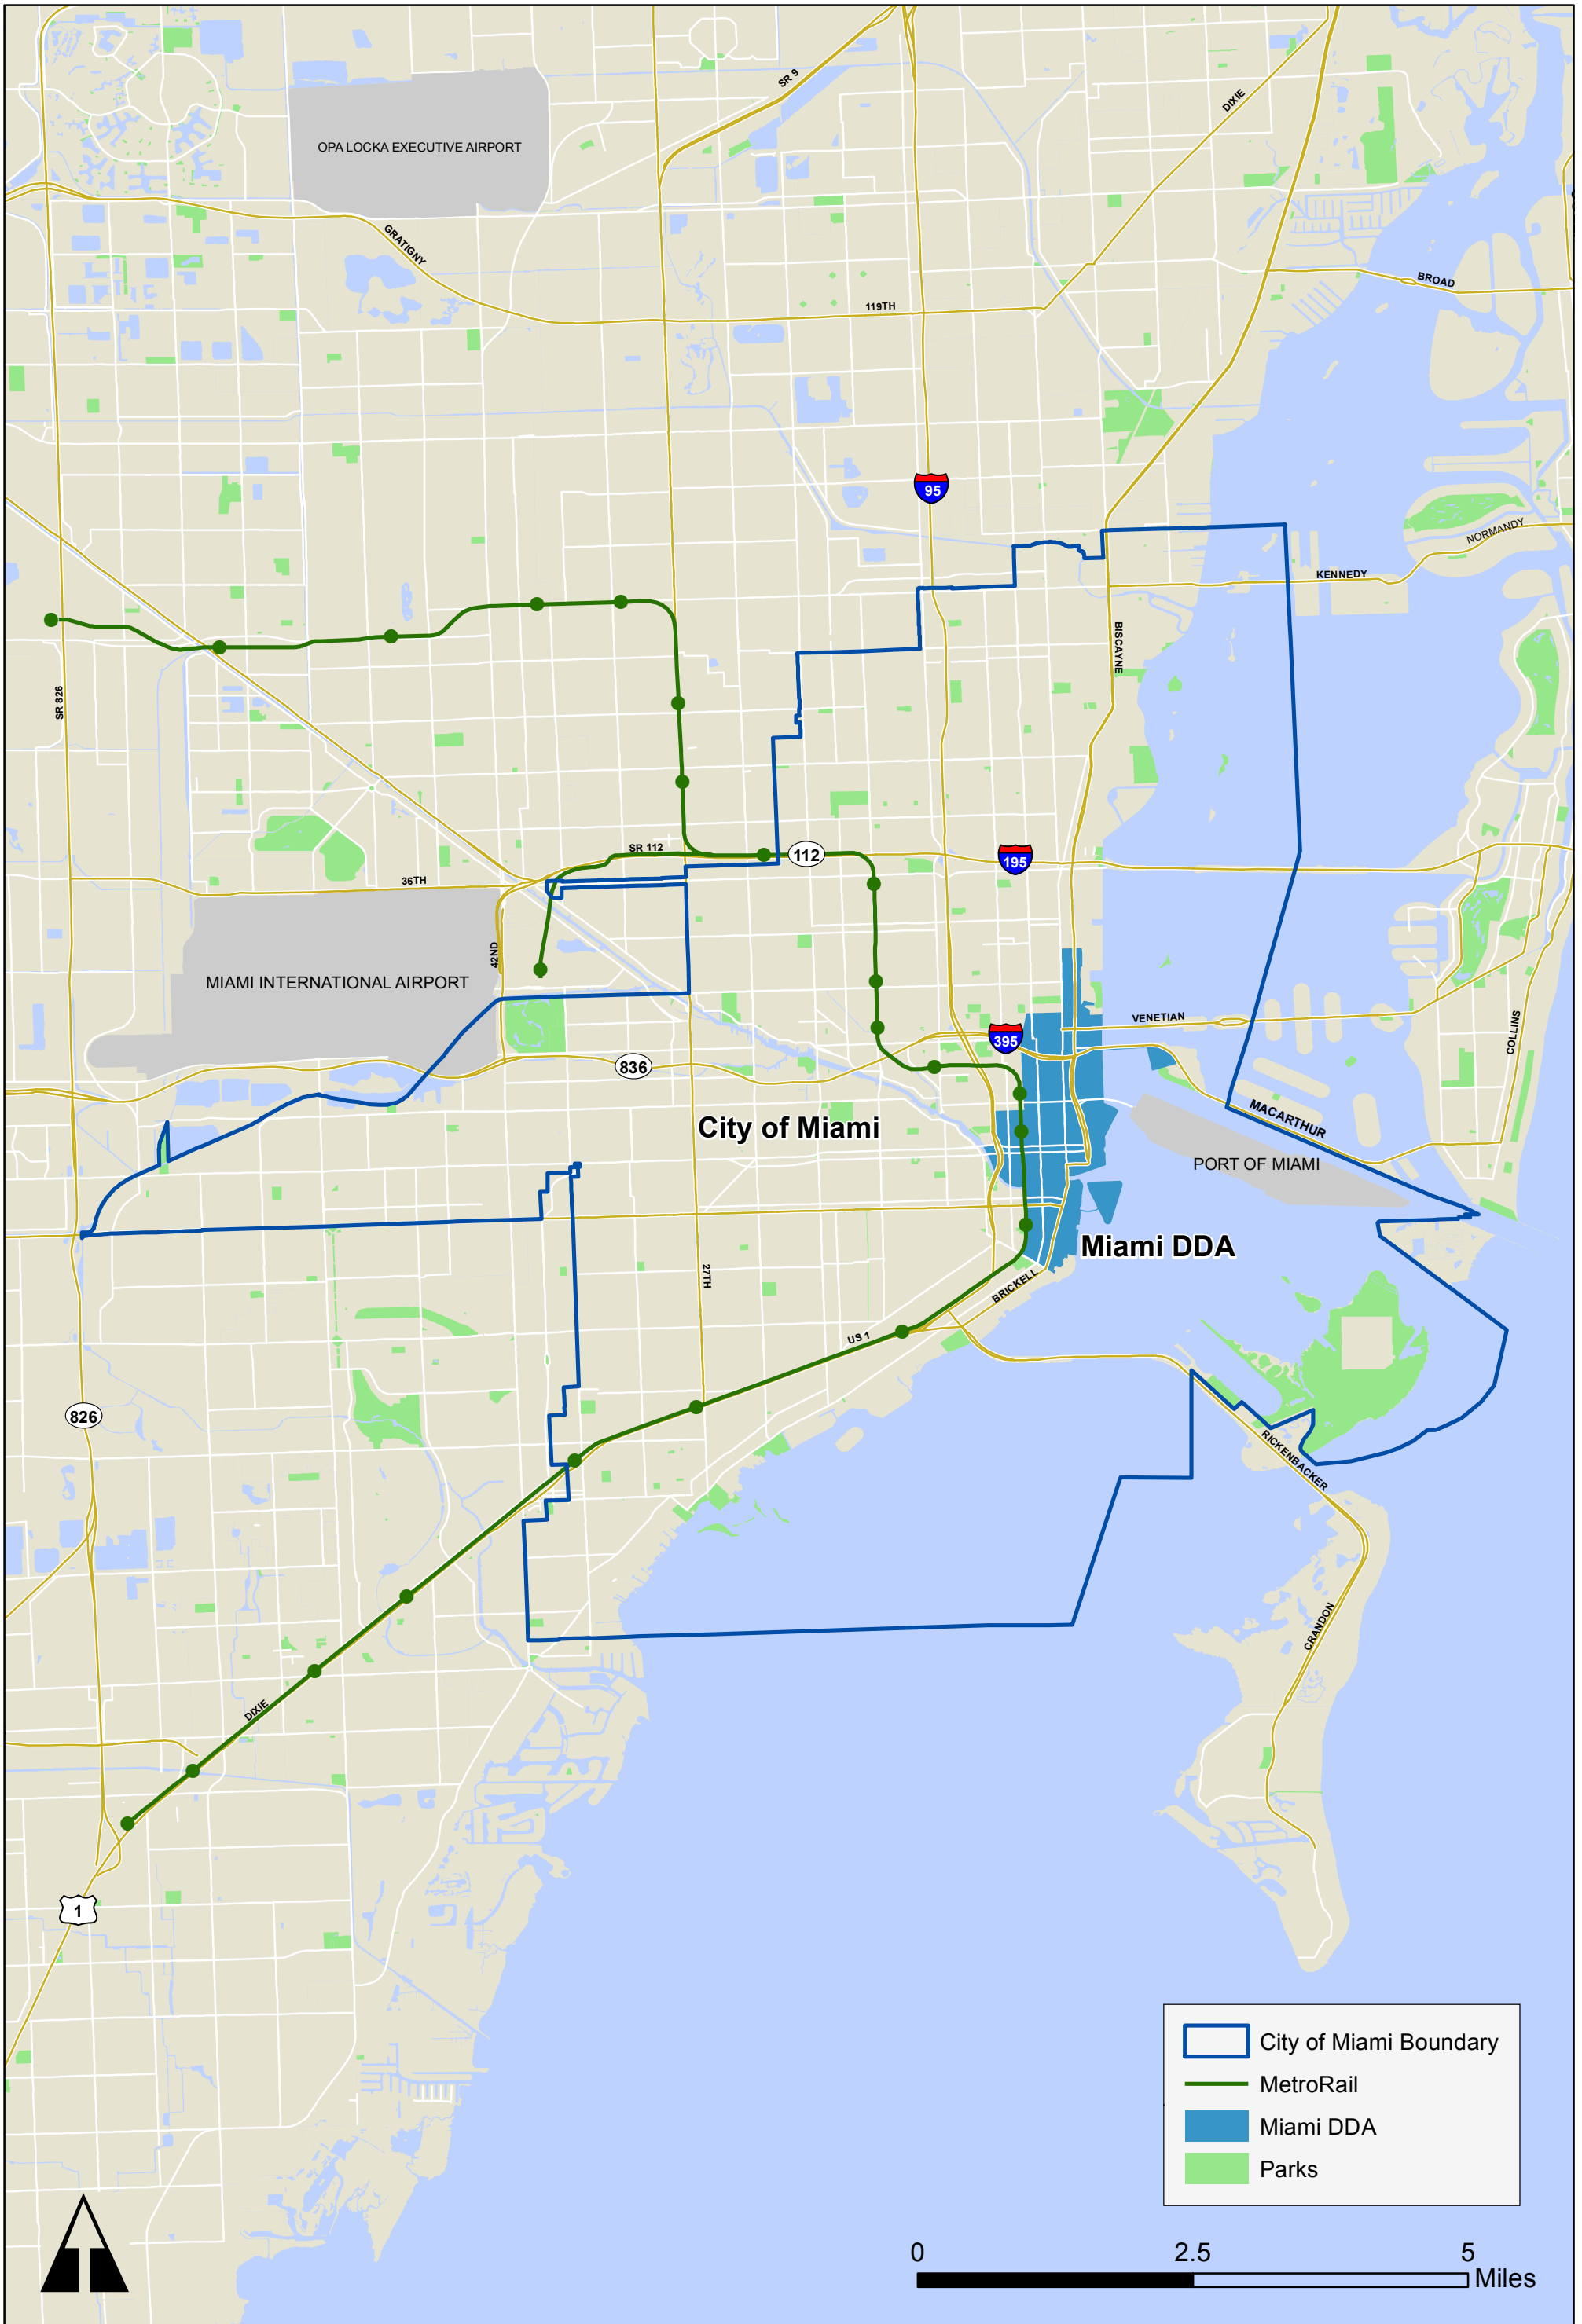 SR 9
DIXIE
OPA LOCKA EXECUTIVE AIRPORT
GRATIGNY
BROAD
119TH
95
NORMANDY
KENNEDY
BISCAYNE
SR 826
SR 112
112
195
36TH
42ND
MIAMI INTERNATIONAL AIRPORT
VENETIAN
COLLINS
395
836
MACARTHUR
City of Miami
PORT OF MIAMI
Miami DDA
27TH
BRICKELL
US 1
826
RICKENBACKER
CRANDON
DIXIE
1
City of Miami Boundary
MetroRail
Miami DDA
Parks
0 2.5 5
Miles